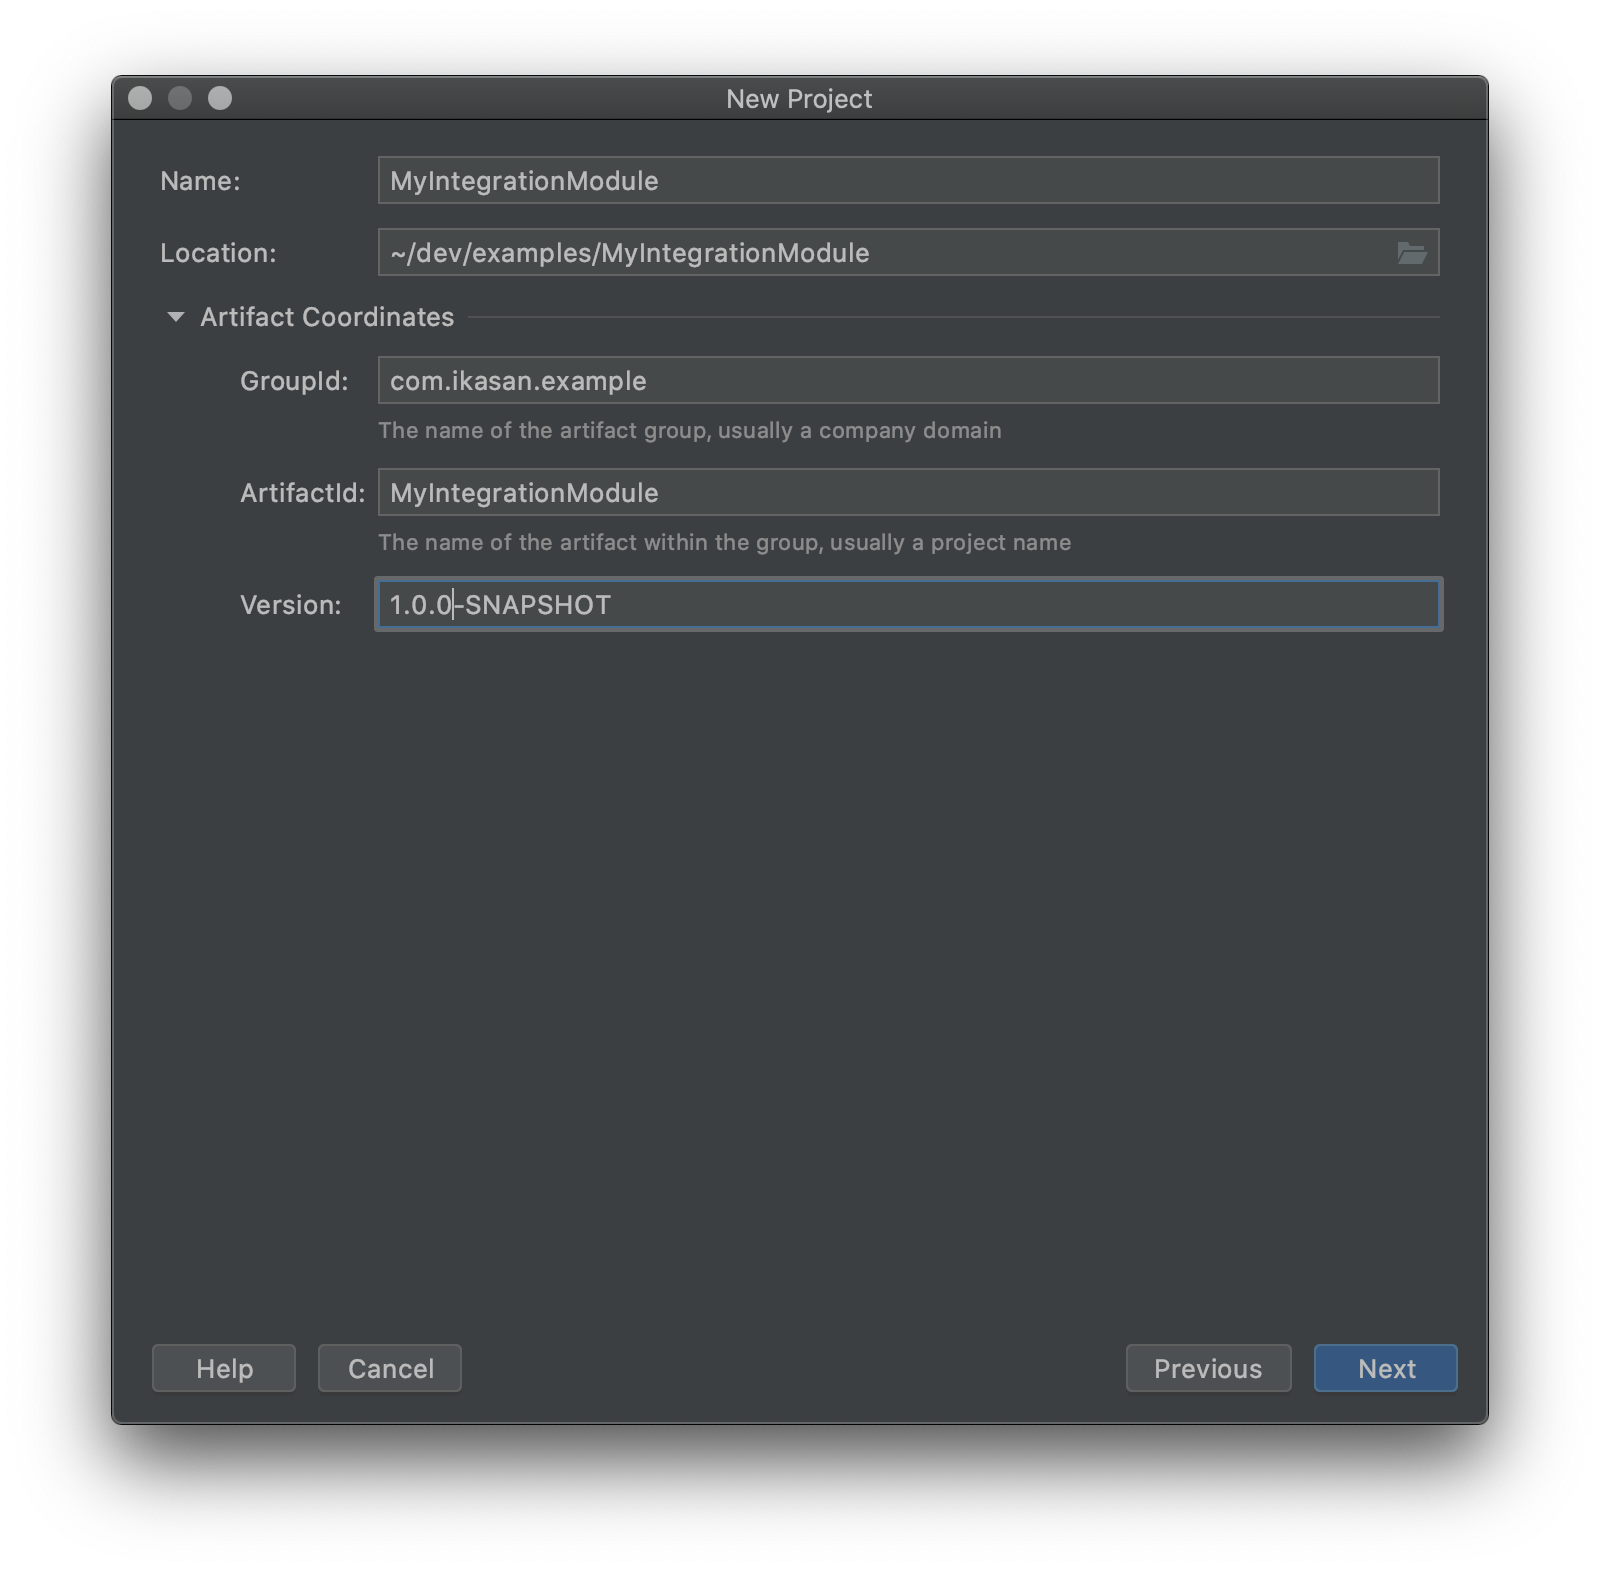 New Project
Name: MyIntegrationModule
Location: ~/dev/examples/MyIntegrationModule
Artifact Coordinates
GroupId: com.ikasan.example
The name of the artifact group, usually a company domain
ArtifactId: MyIntegrationModule
The name of the artifact within the group, usually a project name
Version: 1.0.0-SNAPSHOT
Help Cancel Previous Next